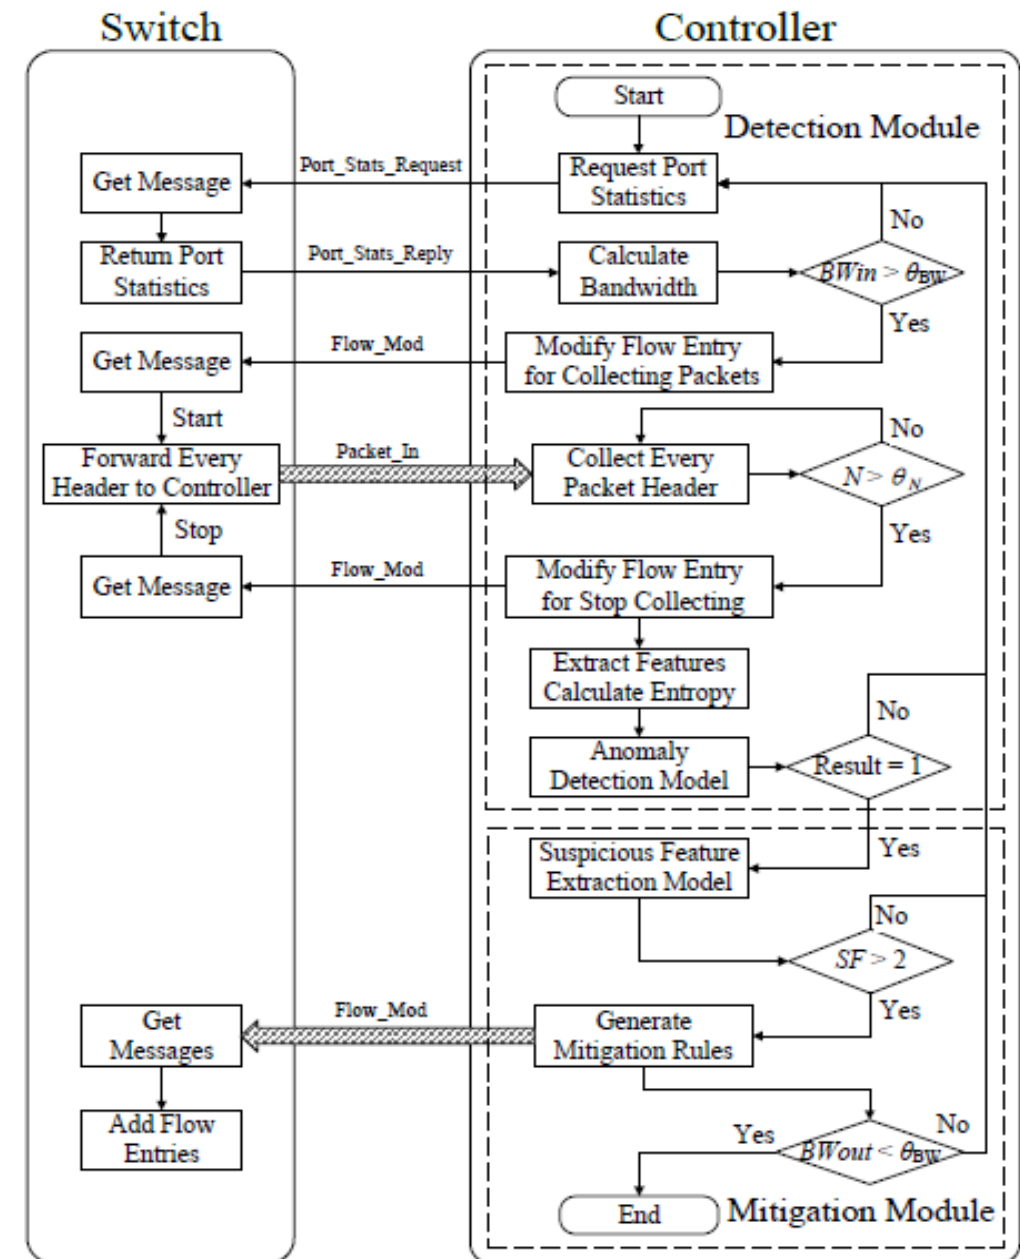 Switch
Controller
Start
Detection Module
Get Message
Port_Stats_Request
Request Port
Statistics
No
Return Port
Statistics
Port_Stats_Reply
Calculate
Bandwidth
BWin > θBW
Yes
Get Message
Flow_Mod
Modify Flow Entry
for Collecting Packets
Start
No
Forward Every
Header to Controller
Packet_In
Collect Every
Packet Header
N > θN
Stop
Yes
Get Message
Flow_Mod
Modify Flow Entry
for Stop Collecting
Extract Features
Calculate Entropy
No
Anomaly
Detection Model
Result = 1
Yes
Suspicious Feature
Extraction Model
No
SF > 2
Yes
Get
Messages
Flow_Mod
Generate
Mitigation Rules
Add Flow
Entries
Yes
BWout < θBW
No
End
Mitigation Module